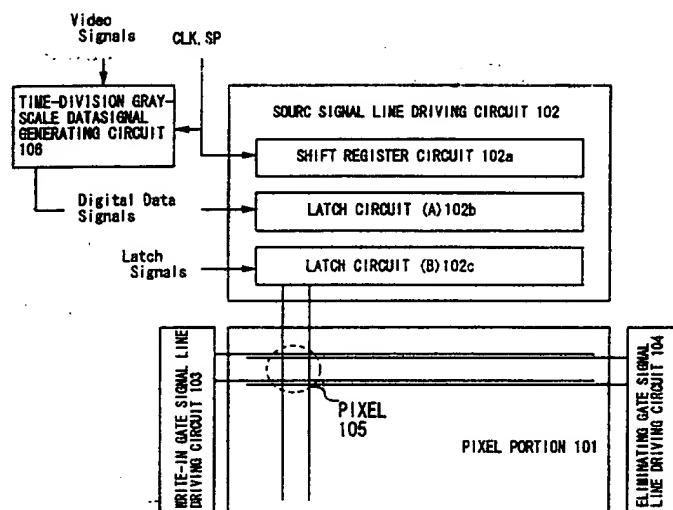 Video
Signals
CLK, SP
TIME-DIVISION GRAY-
SCALE DATASIGNAL
GENERATING CIRCUIT
106
SOURC SIGNAL LINE DRIVING CIRCUIT 102
SHIFT REGISTER CIRCUIT 102a
Digital Data
Signals
LATCH CIRCUIT (A) 102b
Latch
Signals
LATCH CIRCUIT (B) 102c
WRITE-IN GATE SIGNAL LINE
DRIVING CIRCUIT 103
PIXEL
105
PIXEL PORTION 101
ELIMINATING GATE SIGNAL
LINE DRIVING CIRCUIT 104